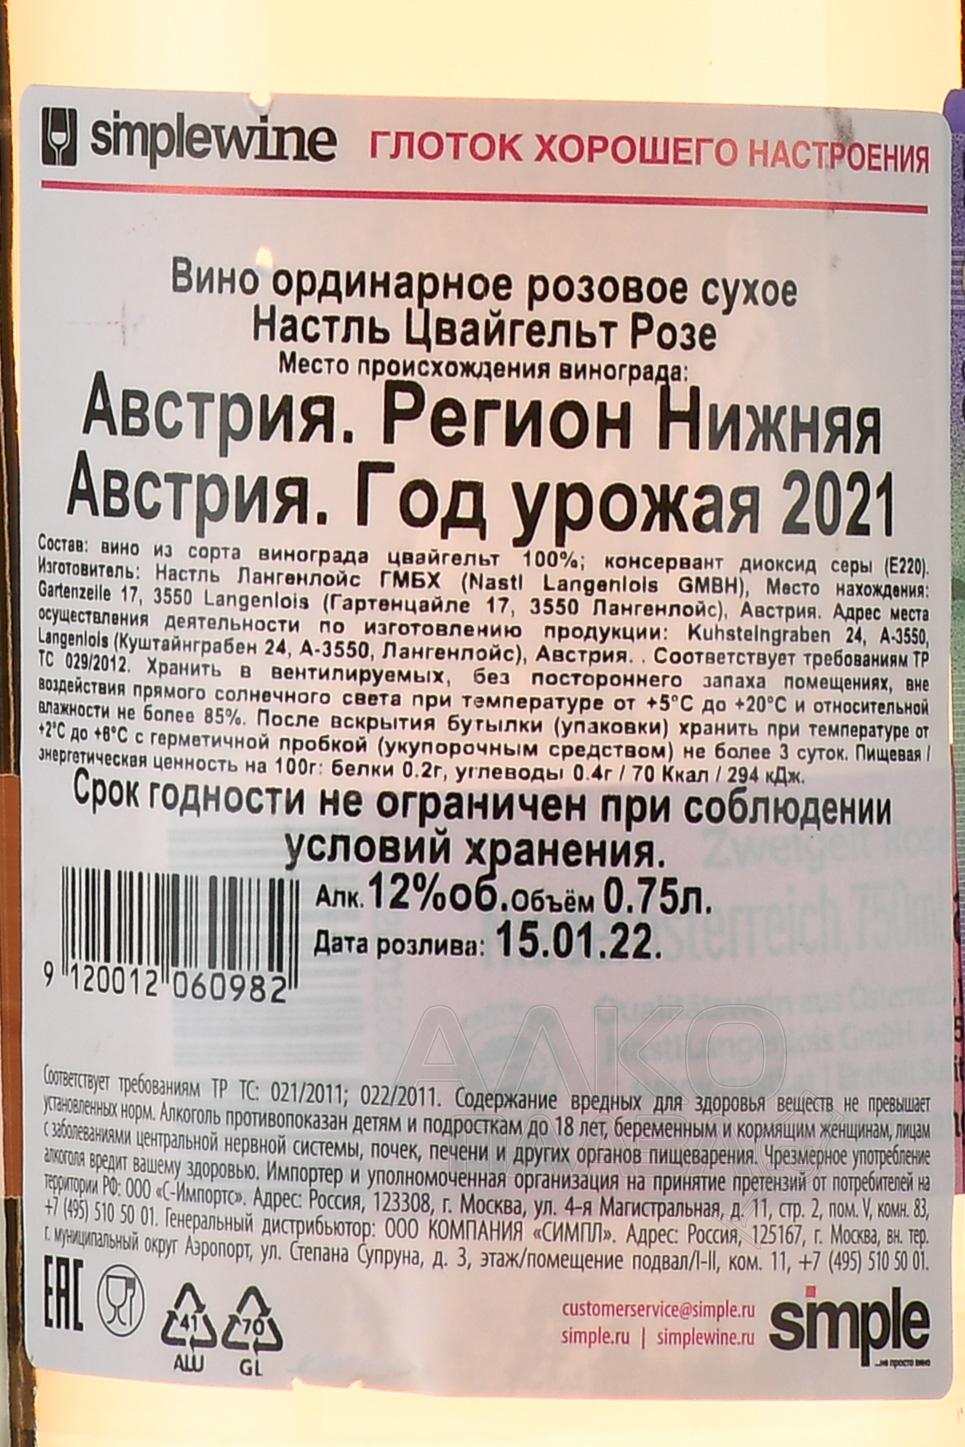 simplewine ГЛОТОК ХОРОШЕГО НАСТРОЕНИЯ
Вино ординарное розовое сухое
Настль Цвайгельт Розе
Место происхождения винограда:
Австрия. Регион Нижняя
Австрия. Год урожая 2021
Состав: вино из сорта винограда цвайгельт 100%; консервант диоксид серы (Е220).
Изготовитель: Настль Лангенлойс ГМБХ (Nastl Langenlois GMBH), Место нахождения:
Gartenzeile 17, 3550 Langenlois (Гартенцайле 17, 3550 Лангенлойс), Австрия. Адрес места
осуществления деятельности по изготовлению продукции: Kuhsteingraben 24, A-3550,
Langenlois (Куштайнграбен 24, А-3550, Лангенлойс), Австрия. . Соответствует требованиям ТР
ТС 029/2012. Хранить в вентилируемых, без постороннего запаха помещениях, вне
воздействия прямого солнечного света при температуре от +5°С до +20°С и относительной
влажности не более 85%. После вскрытия бутылки (упаковки) хранить при температуре от
+2°С до +6°С с герметичной пробкой (укупорочным средством) не более 3 суток. Пищевая /
энергетическая ценность на 100г: белки 0.2г, углеводы 0.4г / 70 Ккал / 294 кДж.
Срок годности не ограничен при соблюдении
условий хранения.
Алк. 12%об. Объём 0.75л.
Дата розлива: 15.01.22.
9 120012 060982
Zweigelt Rosé
Niederösterreich, 750ml
Qualitätswein aus Österreich
АЛКО
Соответствует требованиям ТР ТС: 021/2011; 022/2011. Содержание вредных для здоровья веществ не превышает
установленных норм. Алкоголь противопоказан детям и подросткам до 18 лет, беременным и кормящим женщинам, лицам
с заболеваниями центральной нервной системы, почек, печени и других органов пищеварения. Чрезмерное употребление
алкоголя вредит вашему здоровью. Импортер и уполномоченная организация на принятие претензий от потребителей на
территории РФ: ООО «С-Импортс». Адрес: Россия, 123308, г. Москва, ул. 4-я Магистральная, д. 11, стр. 2, пом. V, комн. 83,
+7 (495) 510 50 01. Генеральный дистрибьютор: ООО КОМПАНИЯ «СИМПЛ». Адрес: Россия, 125167, г. Москва, вн. тер.
г. муниципальный округ Аэропорт, ул. Степана Супруна, д. 3, этаж/помещение подвал/I-II, ком. 11, +7 (495) 510 50 01.
EAC
41
ALU
70
GL
customerservice@simple.ru
simple.ru | simplewine.ru
simple
...не просто вино